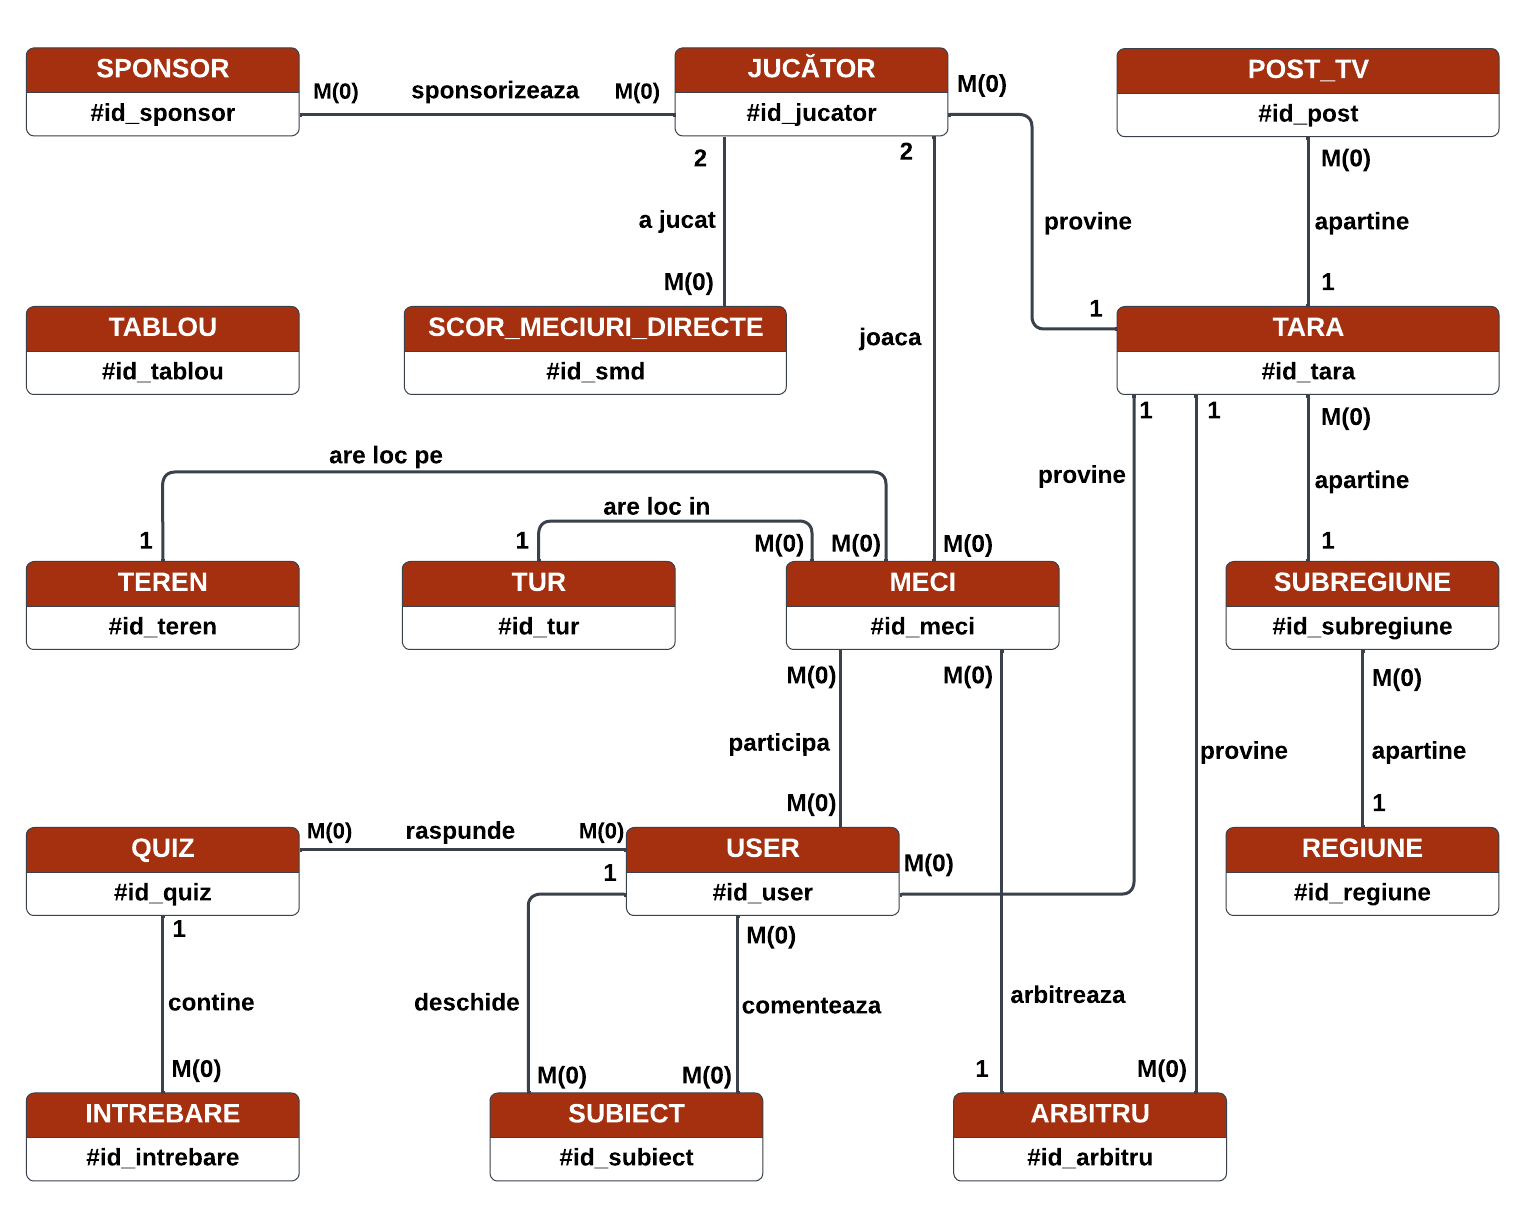 SPONSOR
#id_sponsor
M(0) sponsorizeaza M(0)
JUCĂTOR
#id_jucator
M(0)
POST_TV
#id_post
2
2
M(0)
a jucat
provine
apartine
M(0)
1
1
TABLOU
#id_tablou
SCOR_MECIURI_DIRECTE
#id_smd
joaca
TARA
#id_tara
1
1
M(0)
are loc pe
provine
apartine
are loc in
1
1
M(0)
M(0)
M(0)
1
TEREN
#id_teren
TUR
#id_tur
MECI
#id_meci
SUBREGIUNE
#id_subregiune
M(0)
M(0)
M(0)
participa
provine
apartine
M(0)
1
QUIZ
#id_quiz
M(0) raspunde M(0)
USER
#id_user
M(0)
REGIUNE
#id_regiune
1
1
M(0)
contine
deschide
comenteaza
arbitreaza
M(0)
M(0)
M(0)
1
M(0)
INTREBARE
#id_intrebare
SUBIECT
#id_subiect
ARBITRU
#id_arbitru